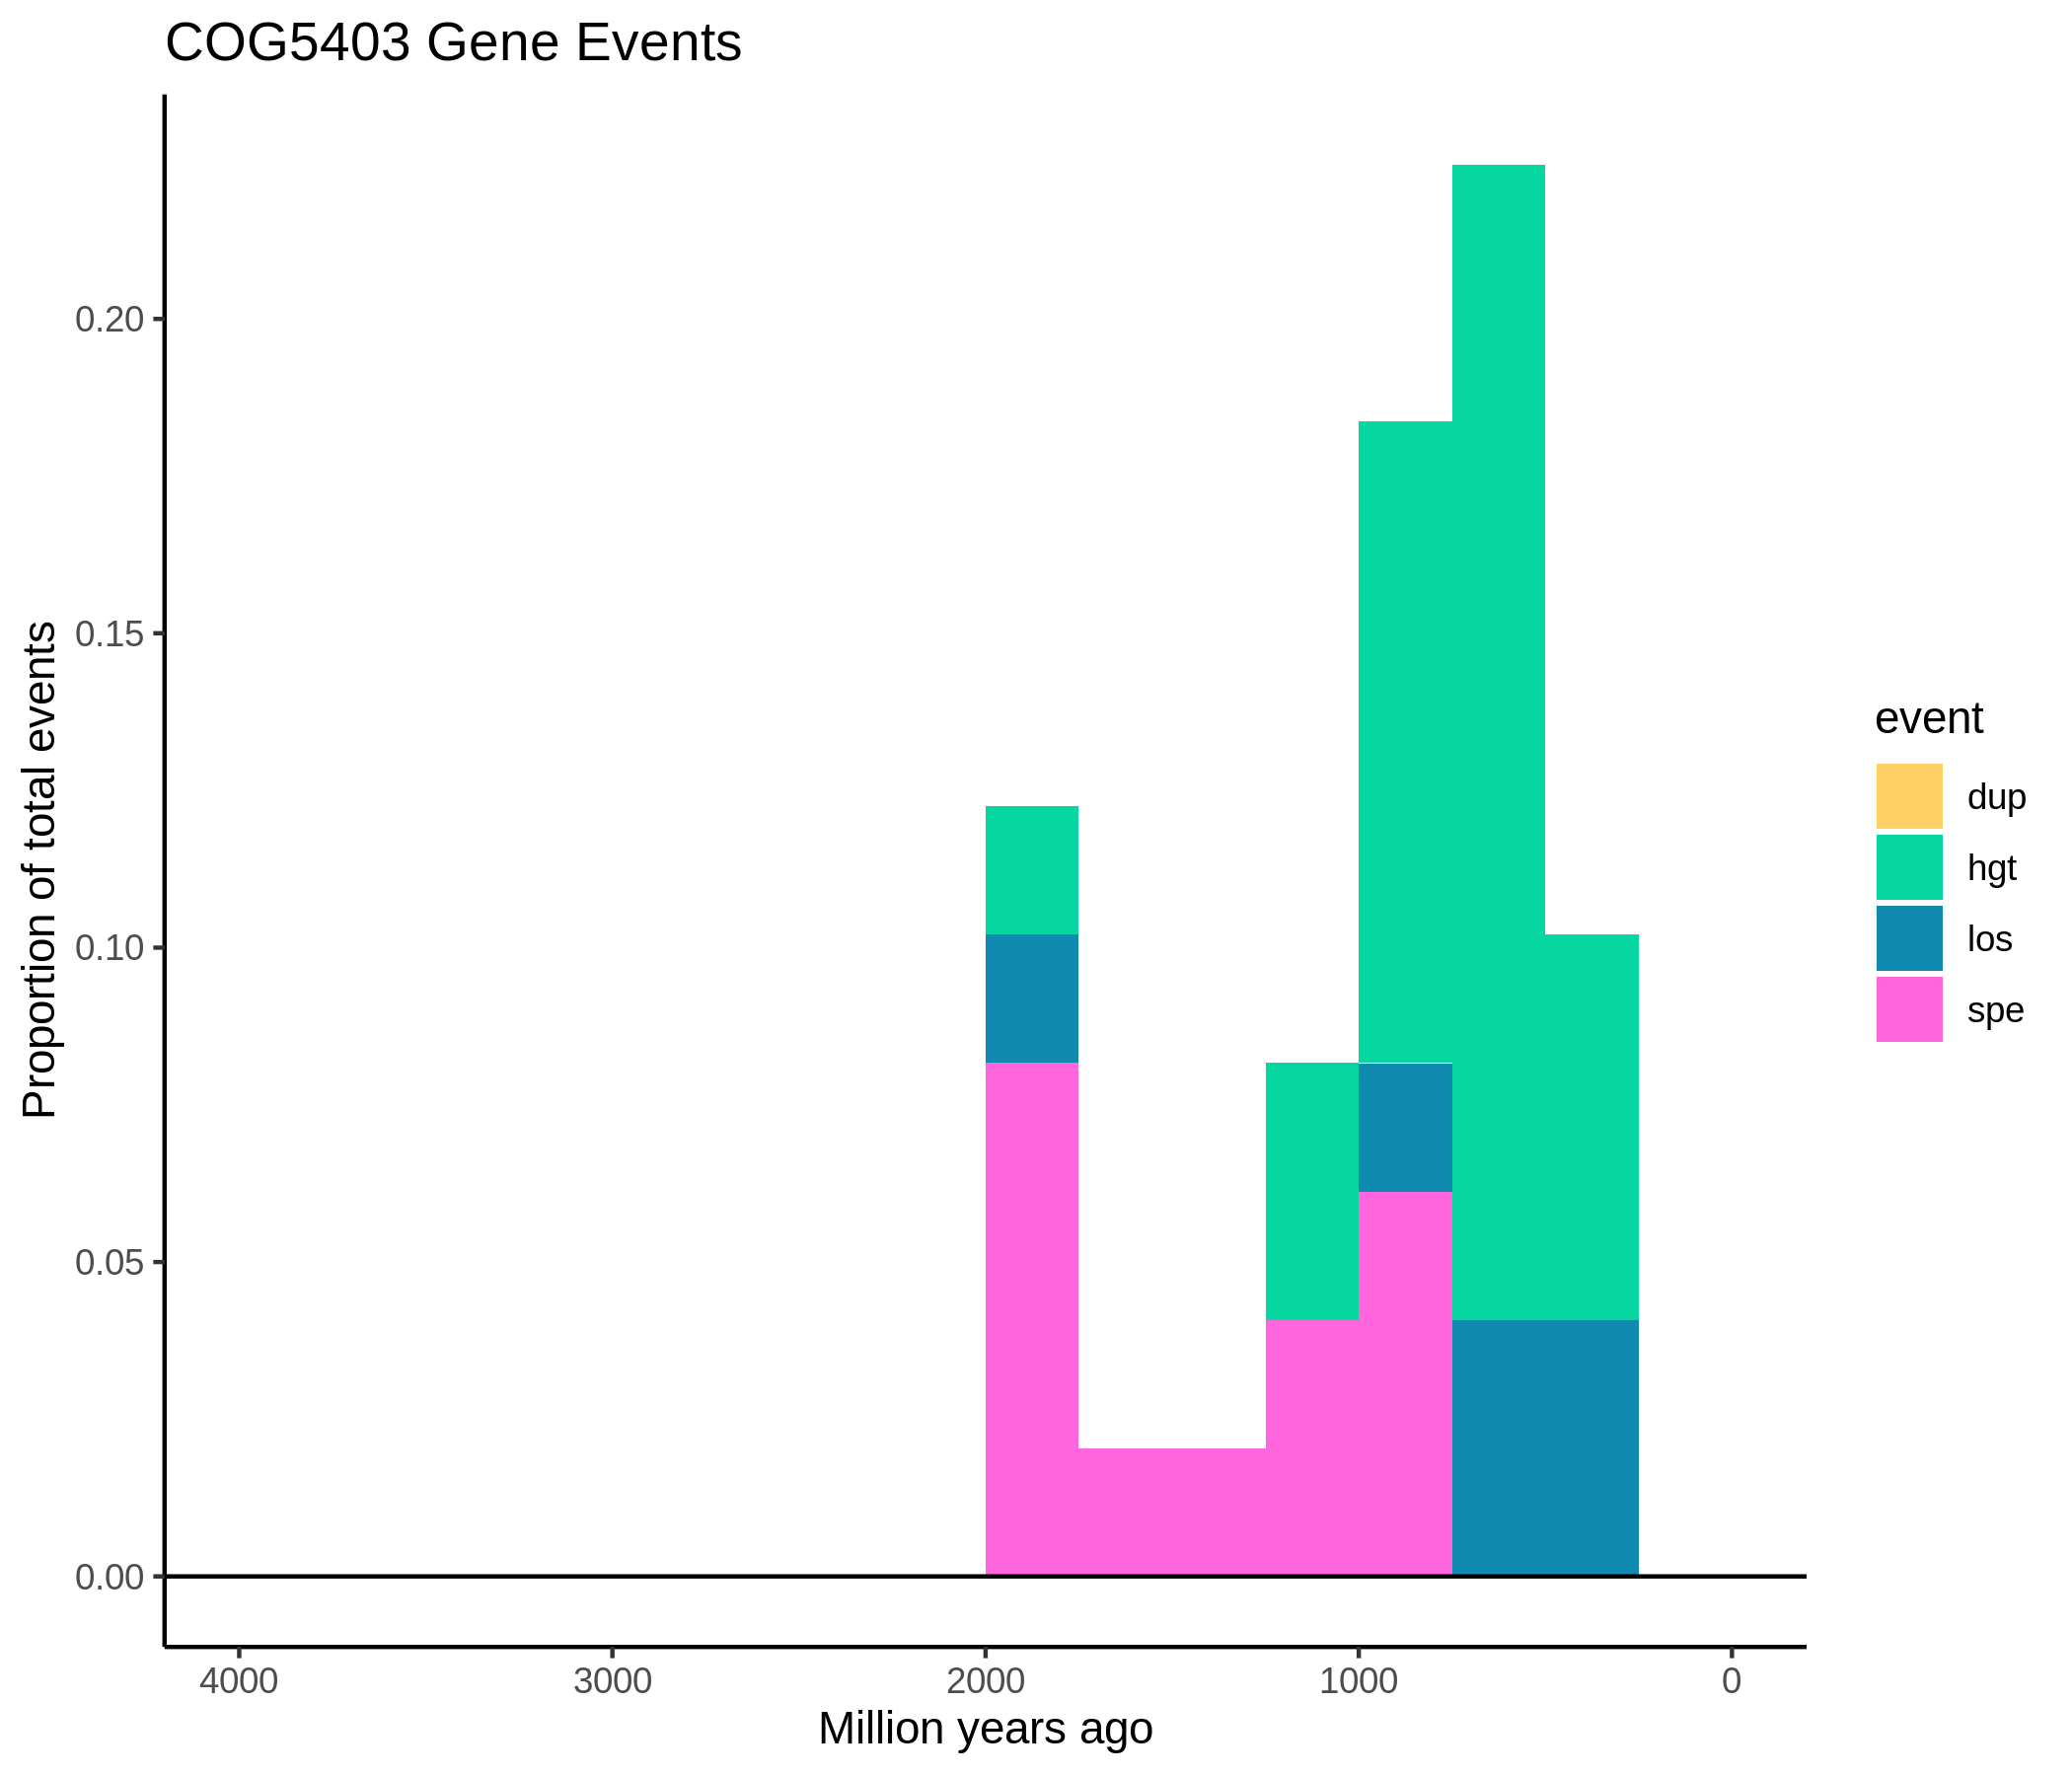 COG5403 Gene Events
Proportion of total events
0.20
0.15
0.10
0.05
0.00
4000 3000 2000 1000 0
Million years ago
event
dup
hgt
los
spe